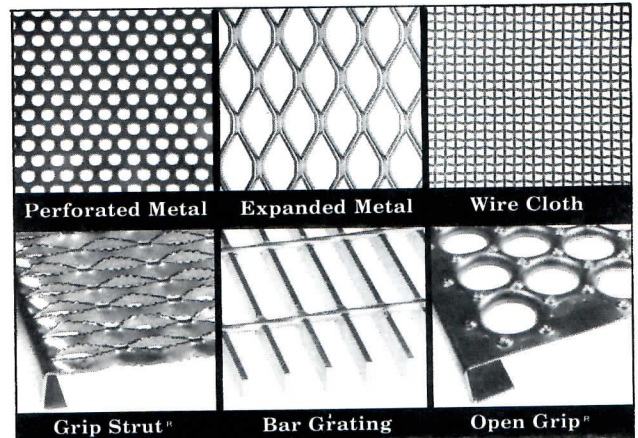 Perforated Metal
Expanded Metal
Wire Cloth
Grip Strut ᴿ
Bar Grating
Open Grip ᴿ